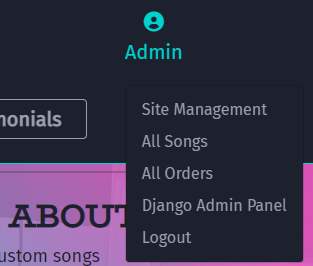 Admin
Site Management
monials
All Songs
All Orders
Django Admin Panel
ABOUT
Logout
ustom songs